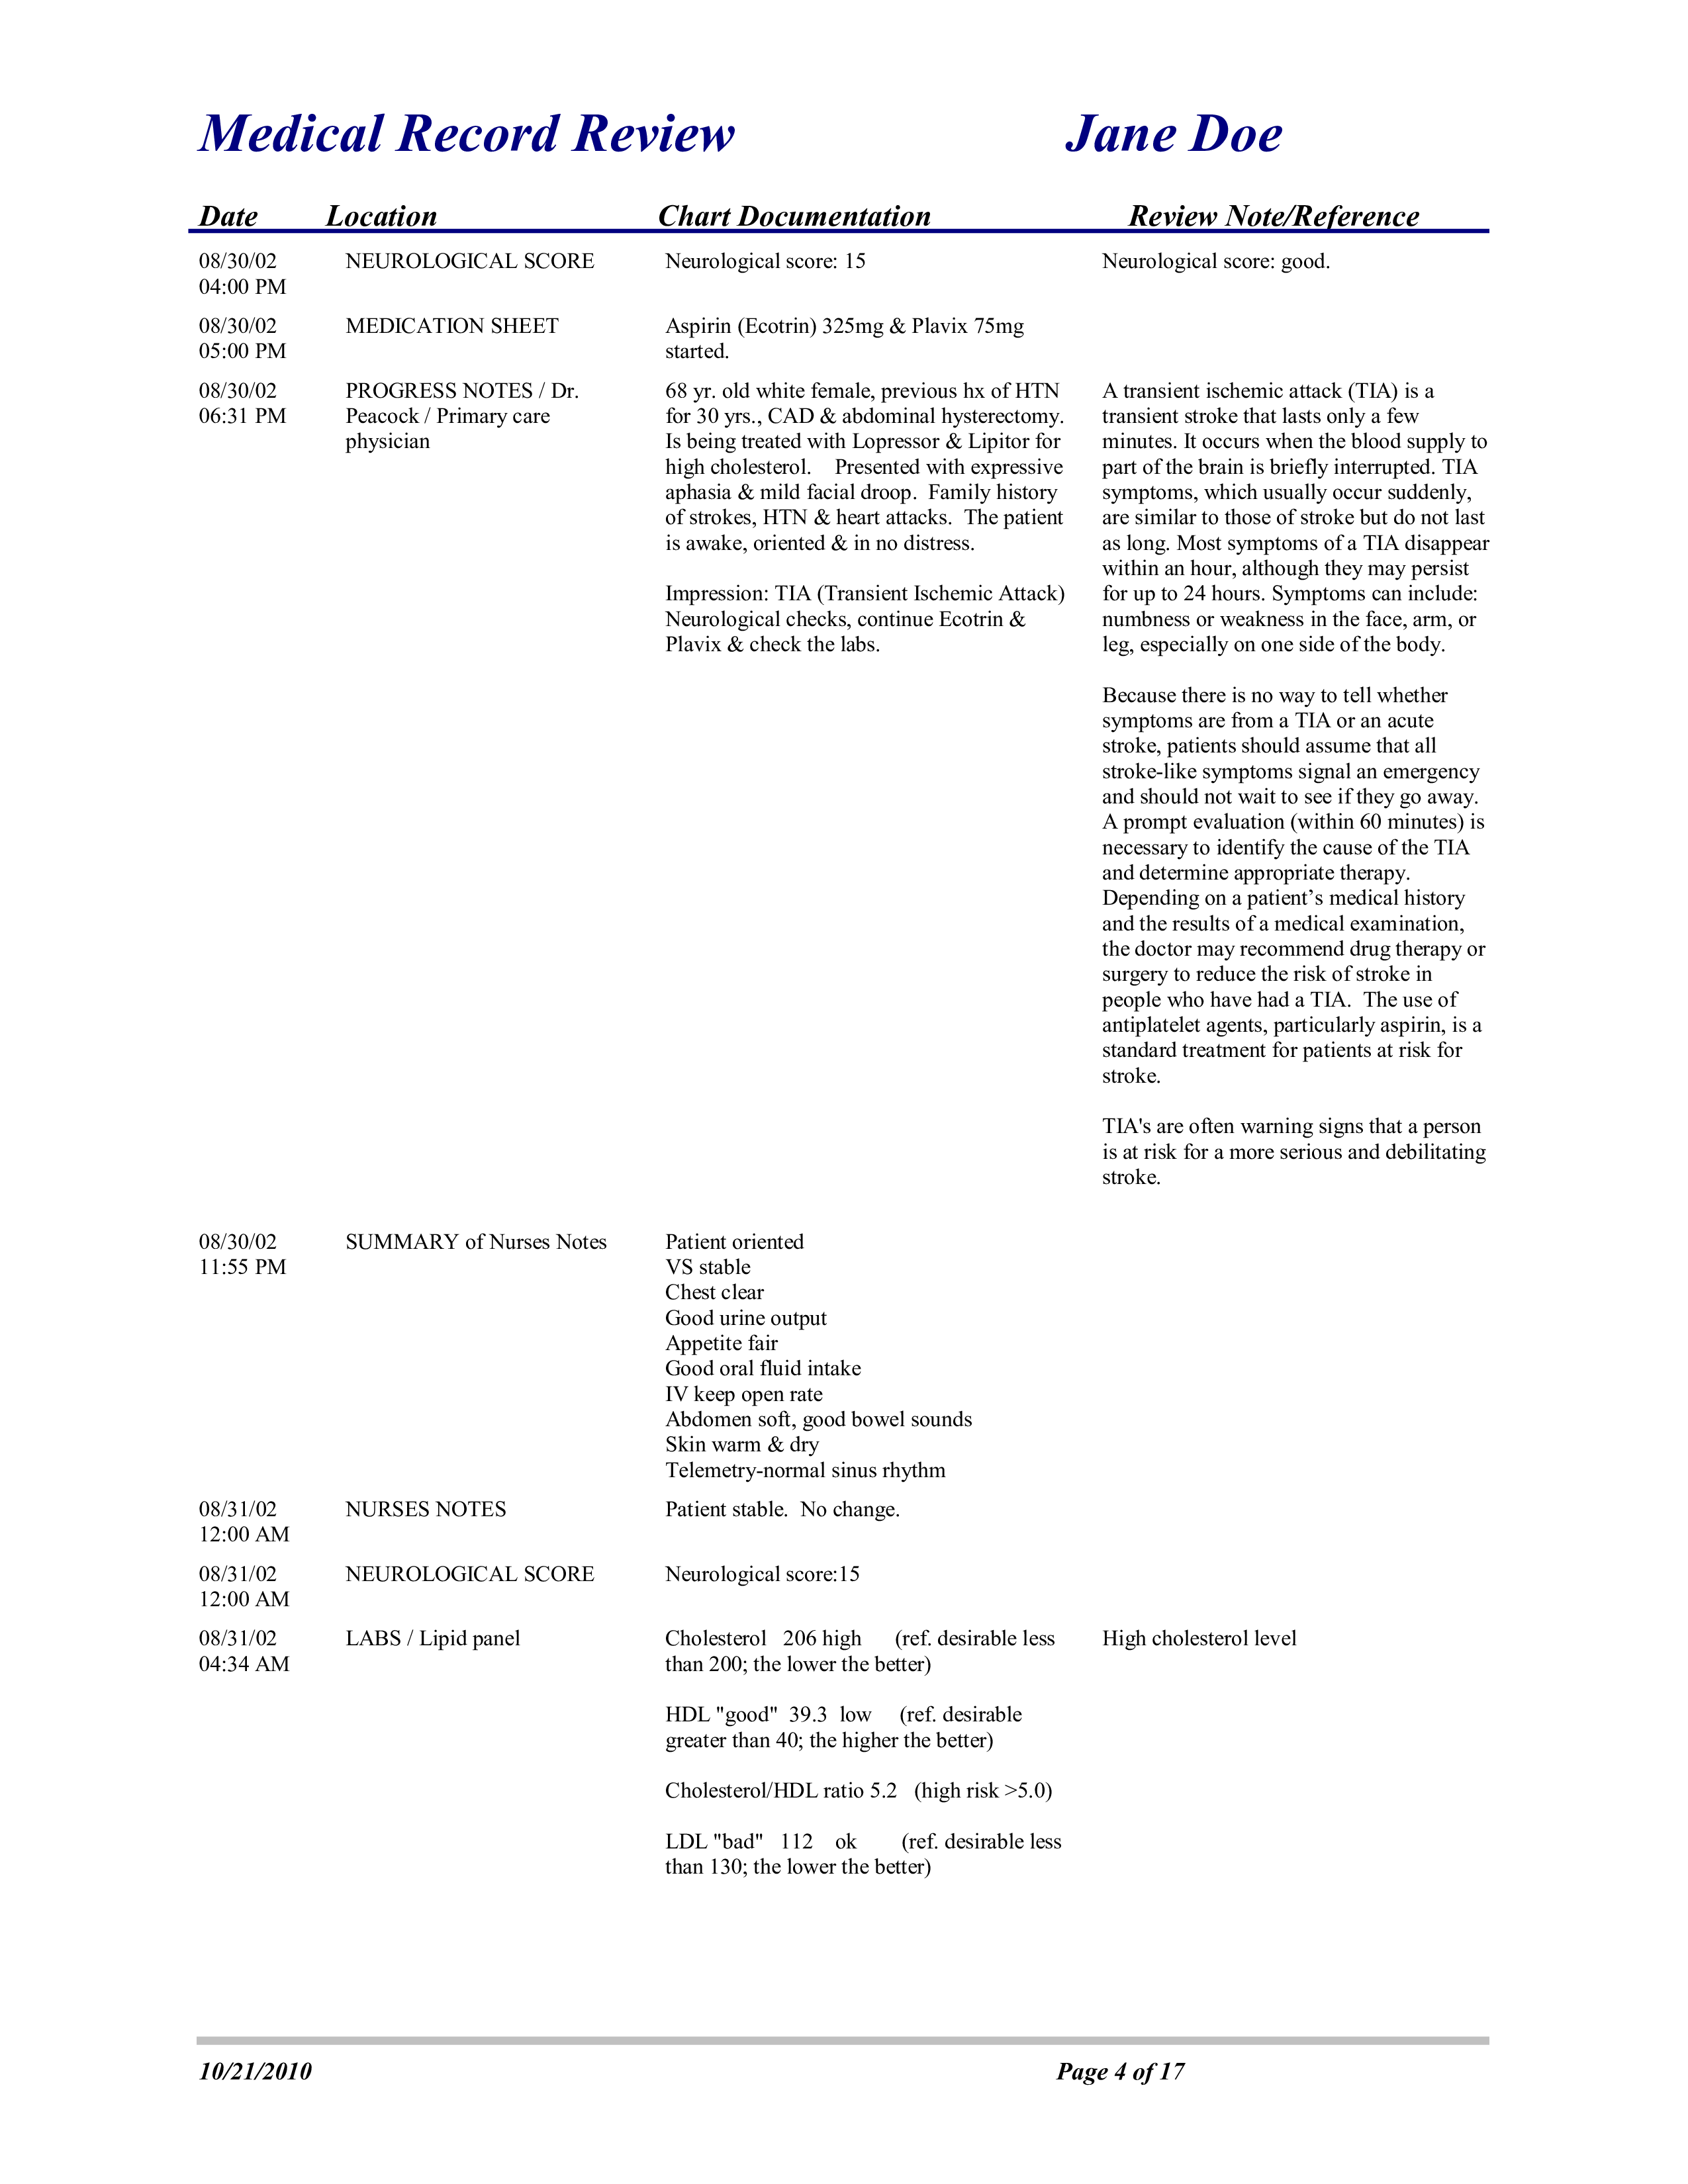 Medical Record Review Jane Doe
Date Location Chart Documentation Review Note/Reference
08/30/02 NEUROLOGICAL SCORE Neurological score: 15 Neurological score: good.
04:00 PM
08/30/02 MEDICATION SHEET Aspirin (Ecotrin) 325mg & Plavix 75mg
05:00 PM started.
08/30/02 PROGRESS NOTES / Dr. 68 yr. old white female, previous hx of HTN A transient ischemic attack (TIA) is a
06:31 PM Peacock / Primary care for 30 yrs., CAD & abdominal hysterectomy. transient stroke that lasts only a few
physician Is being treated with Lopressor & Lipitor for minutes. It occurs when the blood supply to
high cholesterol. Presented with expressive part of the brain is briefly interrupted. TIA
aphasia & mild facial droop. Family history symptoms, which usually occur suddenly,
of strokes, HTN & heart attacks. The patient are similar to those of stroke but do not last
is awake, oriented & in no distress. as long. Most symptoms of a TIA disappear
within an hour, although they may persist
Impression: TIA (Transient Ischemic Attack) for up to 24 hours. Symptoms can include:
Neurological checks, continue Ecotrin & numbness or weakness in the face, arm, or
Plavix & check the labs. leg, especially on one side of the body.
Because there is no way to tell whether
symptoms are from a TIA or an acute
stroke, patients should assume that all
stroke-like symptoms signal an emergency
and should not wait to see if they go away.
A prompt evaluation (within 60 minutes) is
necessary to identify the cause of the TIA
and determine appropriate therapy.
Depending on a patient’s medical history
and the results of a medical examination,
the doctor may recommend drug therapy or
surgery to reduce the risk of stroke in
people who have had a TIA. The use of
antiplatelet agents, particularly aspirin, is a
standard treatment for patients at risk for
stroke.
TIA's are often warning signs that a person
is at risk for a more serious and debilitating
stroke.
08/30/02 SUMMARY of Nurses Notes Patient oriented
11:55 PM VS stable
Chest clear
Good urine output
Appetite fair
Good oral fluid intake
IV keep open rate
Abdomen soft, good bowel sounds
Skin warm & dry
Telemetry-normal sinus rhythm
08/31/02 NURSES NOTES Patient stable. No change.
12:00 AM
08/31/02 NEUROLOGICAL SCORE Neurological score:15
12:00 AM
08/31/02 LABS / Lipid panel Cholesterol 206 high (ref. desirable less High cholesterol level
04:34 AM than 200; the lower the better)
HDL "good" 39.3 low (ref. desirable
greater than 40; the higher the better)
Cholesterol/HDL ratio 5.2 (high risk >5.0)
LDL "bad" 112 ok (ref. desirable less
than 130; the lower the better)
10/21/2010 Page 4 of 17